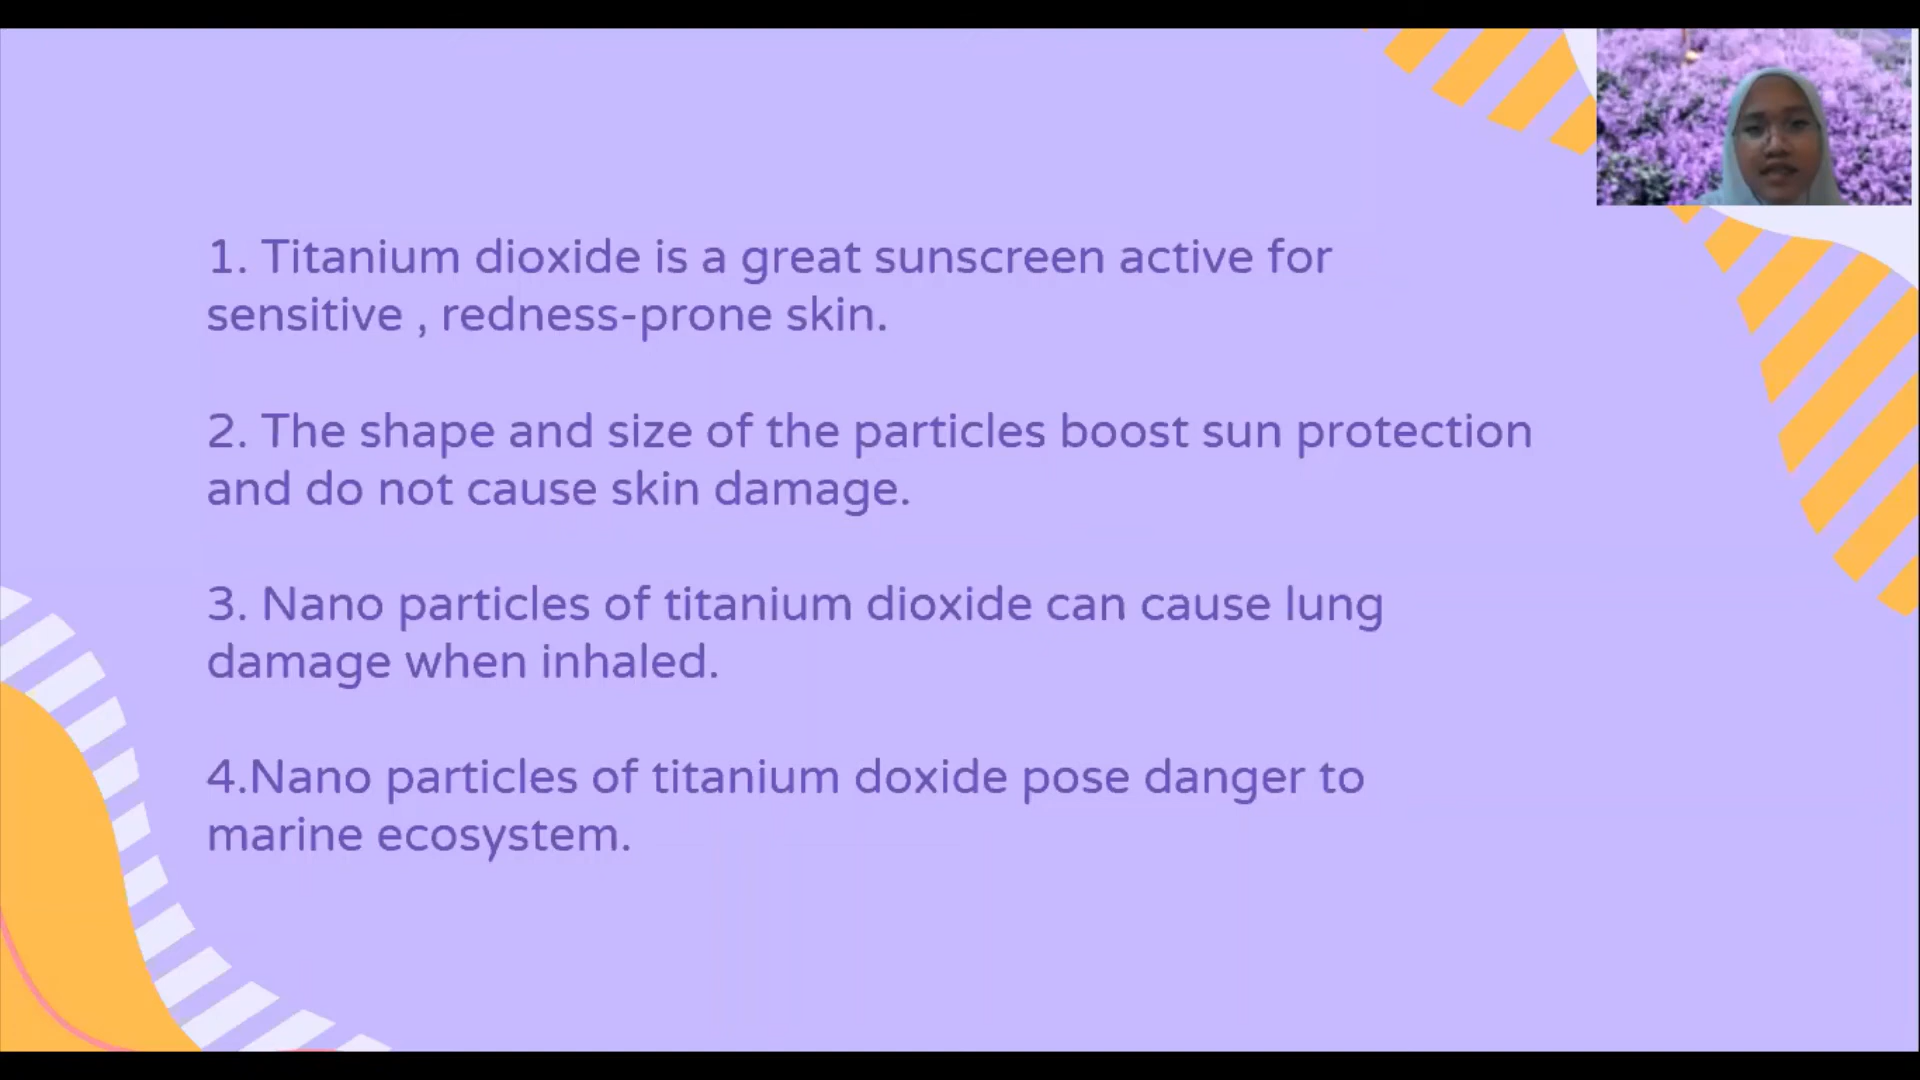 1. Titanium dioxide is a great sunscreen active for
sensitive , redness-prone skin.
2. The shape and size of the particles boost sun protection
and do not cause skin damage.
3. Nano particles of titanium dioxide can cause lung
damage when inhaled.
4.Nano particles of titanium doxide pose danger to
marine ecosystem.